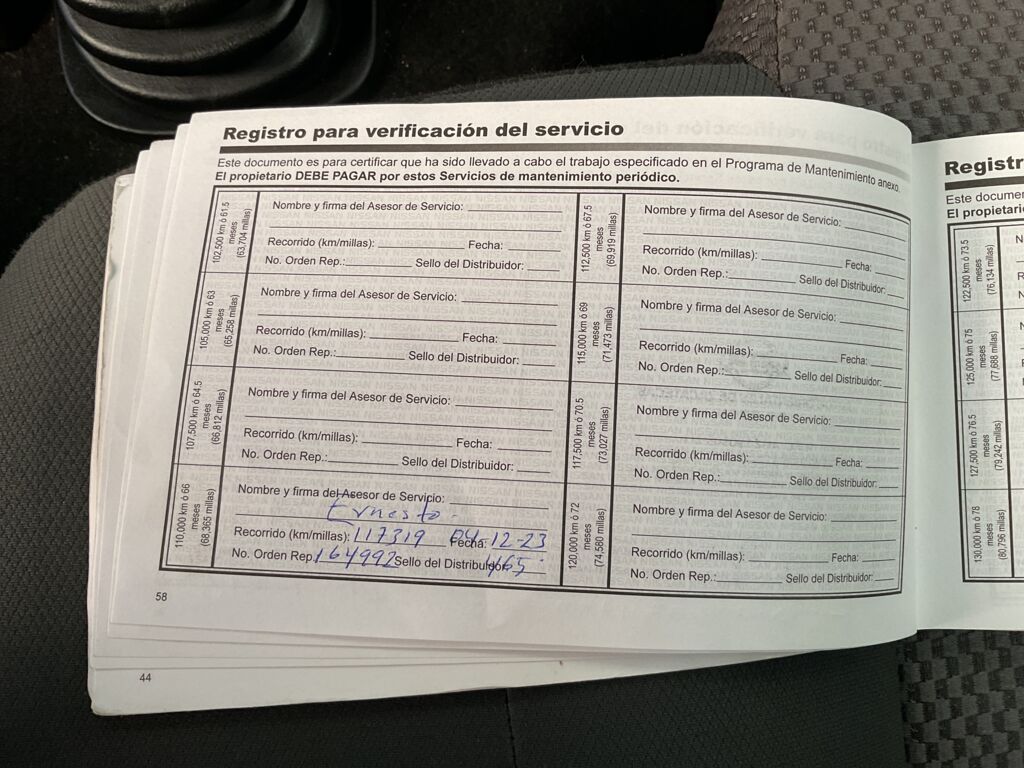 Registro para verificación del servicio
Este documento es para certificar que ha sido llevado a cabo el trabajo especificado en el Programa de Mantenimiento anexo.
El propietario DEBE PAGAR por estos Servicios de mantenimiento periódico.
102,500 km ó 61.5
meses
(63,704 millas)
Nombre y firma del Asesor de Servicio:
Recorrido (km/millas): Fecha:
No. Orden Rep.: Sello del Distribuidor:
105,000 km ó 63
meses
(65,258 millas)
Nombre y firma del Asesor de Servicio:
Recorrido (km/millas): Fecha:
No. Orden Rep.: Sello del Distribuidor:
107,500 km ó 64.5
meses
(66,812 millas)
Nombre y firma del Asesor de Servicio:
Recorrido (km/millas): Fecha:
No. Orden Rep.: Sello del Distribuidor:
110,000 km ó 66
meses
(68,365 millas)
Nombre y firma del Asesor de Servicio:
Ernesto
Recorrido (km/millas): 117319 Fecha: 04-12-23
No. Orden Rep.: 164992 Sello del Distribuidor: 465
112,500 km ó 67.5
meses
(69,919 millas)
Nombre y firma del Asesor de Servicio:
Recorrido (km/millas): Fecha:
No. Orden Rep.: Sello del Distribuidor:
115,000 km ó 69
meses
(71,473 millas)
Nombre y firma del Asesor de Servicio:
Recorrido (km/millas): Fecha:
No. Orden Rep.: Sello del Distribuidor:
117,500 km ó 70.5
meses
(73,027 millas)
Nombre y firma del Asesor de Servicio:
Recorrido (km/millas): Fecha:
No. Orden Rep.: Sello del Distribuidor:
120,000 km ó 72
meses
(74,580 millas)
Nombre y firma del Asesor de Servicio:
Recorrido (km/millas): Fecha:
No. Orden Rep.: Sello del Distribuidor:
58
44
Registr
Este docume
El propietari
122,500 km ó 73.5
meses
(76,134 millas)
125,000 km ó 75
meses
(77,688 millas)
127,500 km ó 76.5
meses
(79,242 millas)
130,000 km ó 78
meses
(80,796 millas)